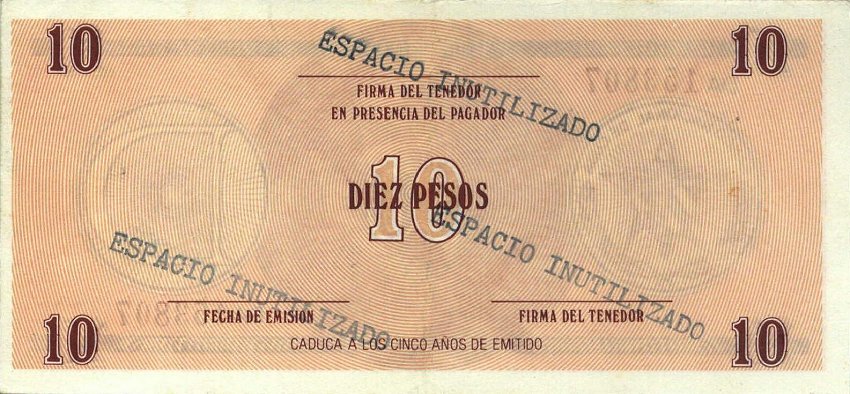 10 10
ESPACIO INUTILIZADO
FIRMA DEL TENEDOR
EN PRESENCIA DEL PAGADOR
10
DIEZ PESOS
ESPACIO INUTILIZADO
ESPACIO INUTILIZADO
FECHA DE EMISION FIRMA DEL TENEDOR
CADUCA A LOS CINCO AÑOS DE EMITIDO
10 10